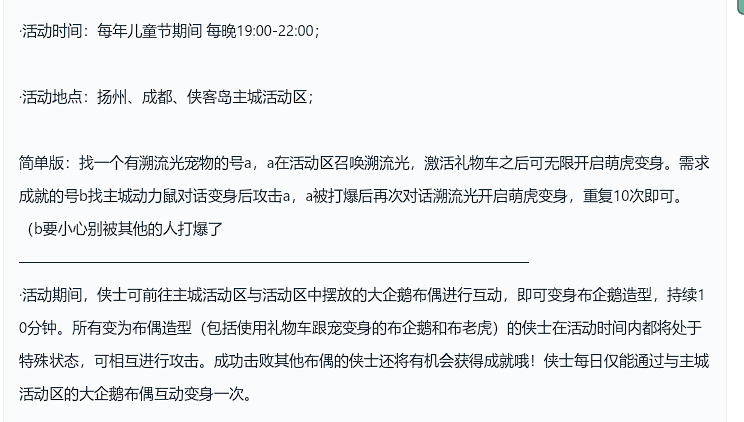 ·活动时间：每年儿童节期间 每晚19:00-22:00；
·活动地点：扬州、成都、侠客岛主城活动区；
简单版：找一个有溯流光宠物的号a，a在活动区召唤溯流光，激活礼物车之后可无限开启萌虎变身。需求
成就的号b找主城动力鼠对话变身后攻击a，a被打爆后再次对话溯流光开启萌虎变身，重复10次即可。
（b要小心别被其他的人打爆了
·活动期间，侠士可前往主城活动区与活动区中摆放的大企鹅布偶进行互动，即可变身布企鹅造型，持续1
0分钟。所有变为布偶造型（包括使用礼物车跟宠变身的布企鹅和布老虎）的侠士在活动时间内都将处于
特殊状态，可相互进行攻击。成功击败其他布偶的侠士还将有机会获得成就哦！侠士每日仅能通过与主城
活动区的大企鹅布偶互动变身一次。